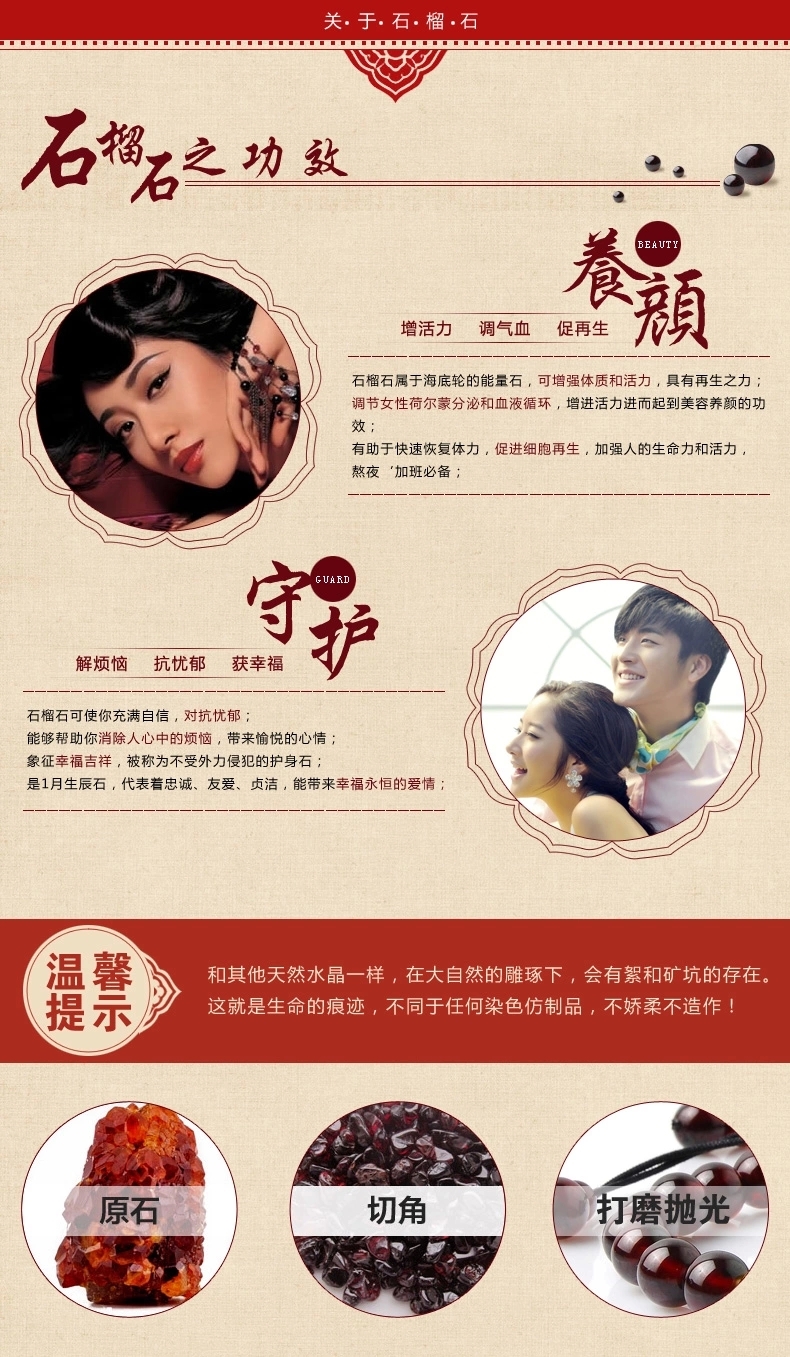 关·于·石·榴·石
石榴石之功效
養顔
BEAUTY
增活力 调气血 促再生
石榴石属于海底轮的能量石，可增强体质和活力，具有再生之力；
调节女性荷尔蒙分泌和血液循环，增进活力进而起到美容养颜的功
效；
有助于快速恢复体力，促进细胞再生，加强人的生命力和活力，
熬夜‘加班必备；
守护
GUARD
解烦恼 抗忧郁 获幸福
石榴石可使你充满自信，对抗忧郁；
能够帮助你消除人心中的烦恼，带来愉悦的心情；
象征幸福吉祥，被称为不受外力侵犯的护身石；
是1月生辰石，代表着忠诚、友爱、贞洁，能带来幸福永恒的爱情；
温馨
提示
和其他天然水晶一样，在大自然的雕琢下，会有絮和矿坑的存在。
这就是生命的痕迹，不同于任何染色仿制品，不娇柔不造作！
原石
切角
打磨抛光